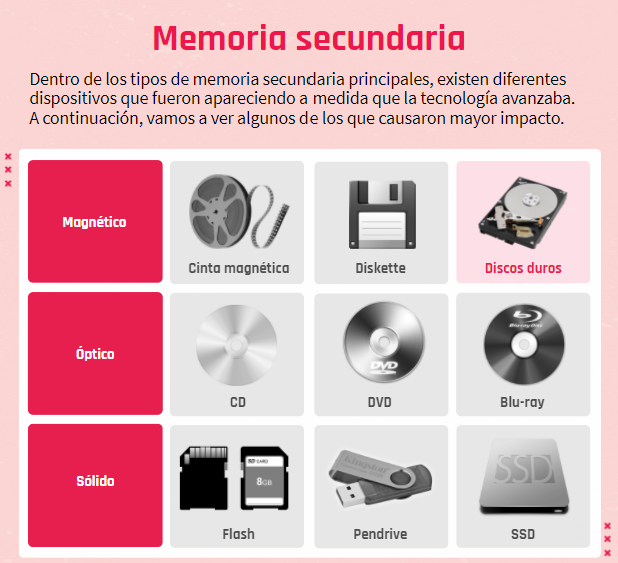 Memoria secundaria
Dentro de los tipos de memoria secundaria principales, existen diferentes
dispositivos que fueron apareciendo a medida que la tecnología avanzaba.
A continuación, vamos a ver algunos de los que causaron mayor impacto.
Magnético
Cinta magnética
Diskette
Discos duros
Óptico
CD
DVD
DVD
Blu-ray Disc
Blu-ray
Sólido
SD CARD
8GB
Flash
Kingston
Pendrive
SSD
SSD